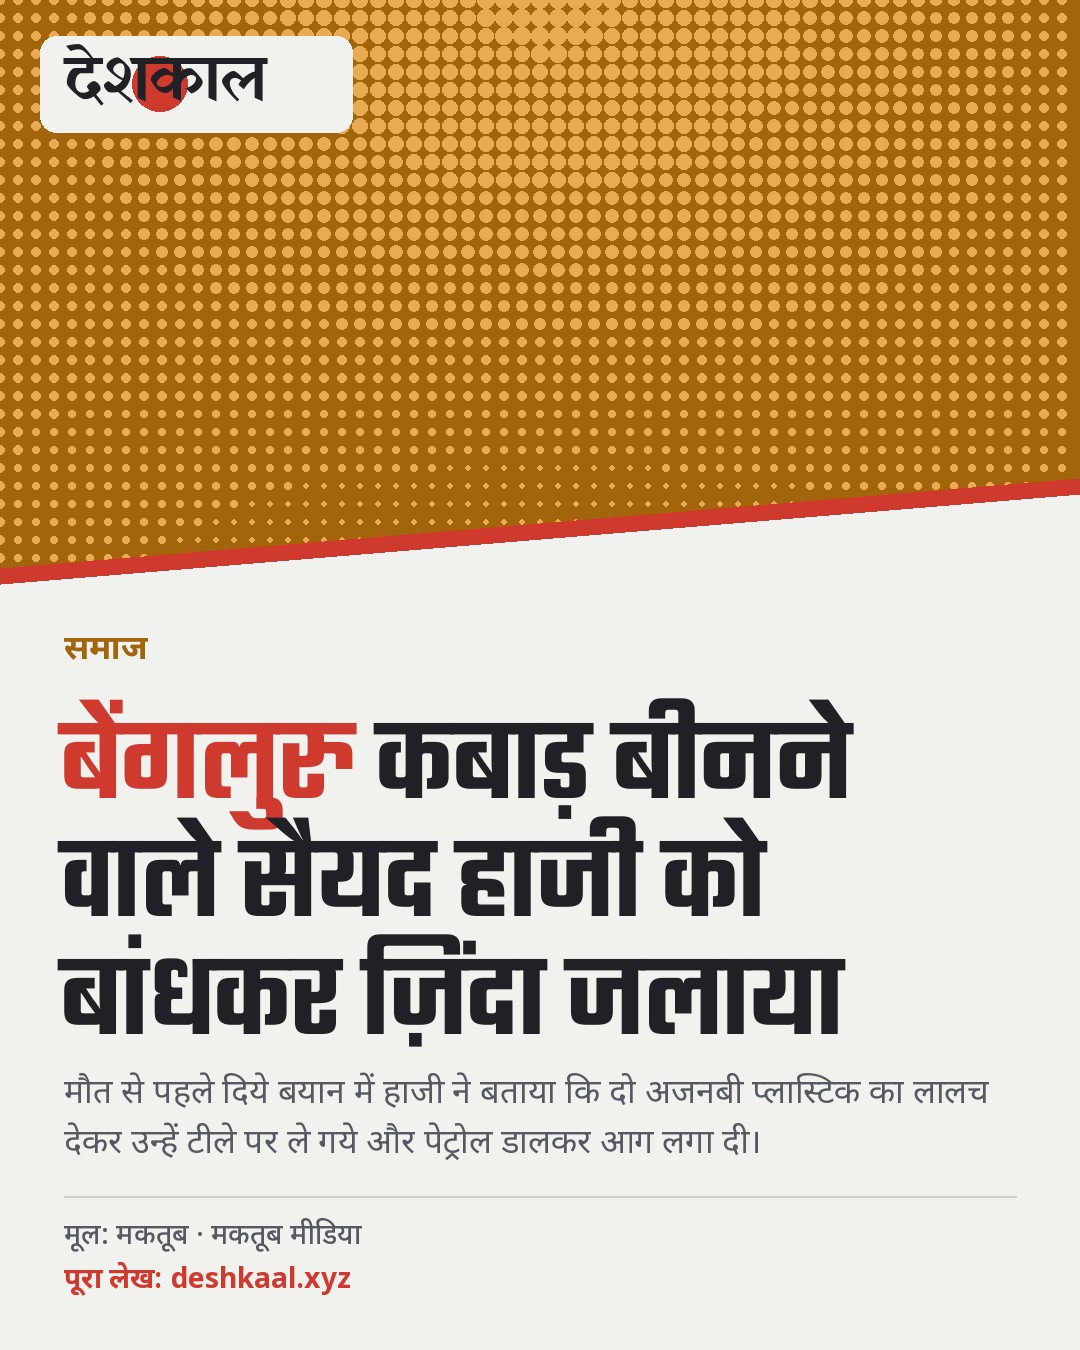 देशकाल
समाज
बेंगलुरु कबाड़ बीनने
वाले सैयद हाजी को
बांधकर ज़िंदा जलाया
मौत से पहले दिये बयान में हाजी ने बताया कि दो अजनबी प्लास्टिक का लालच
देकर उन्हें टीले पर ले गये और पेट्रोल डालकर आग लगा दी।
मूल: मकतूब · मकतूब मीडिया
पूरा लेख: deshkaal.xyz